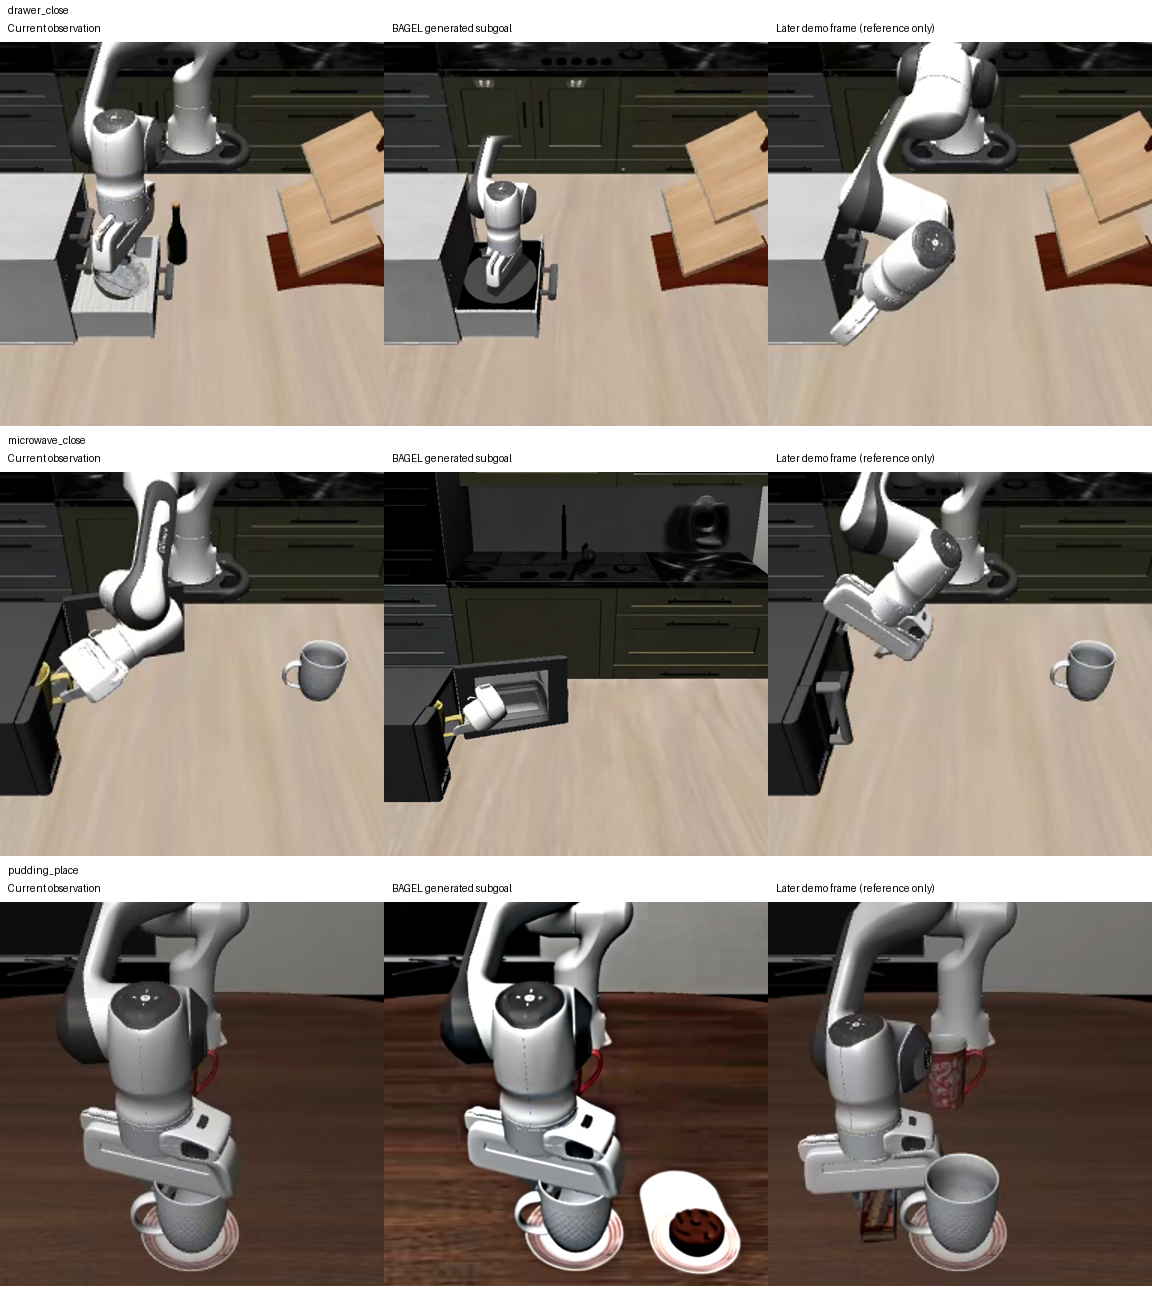 drawer_close
Current observation
BAGEL generated subgoal
Later demo frame (reference only)
microwave_close
Current observation
BAGEL generated subgoal
Later demo frame (reference only)
pudding_place
Current observation
BAGEL generated subgoal
Later demo frame (reference only)